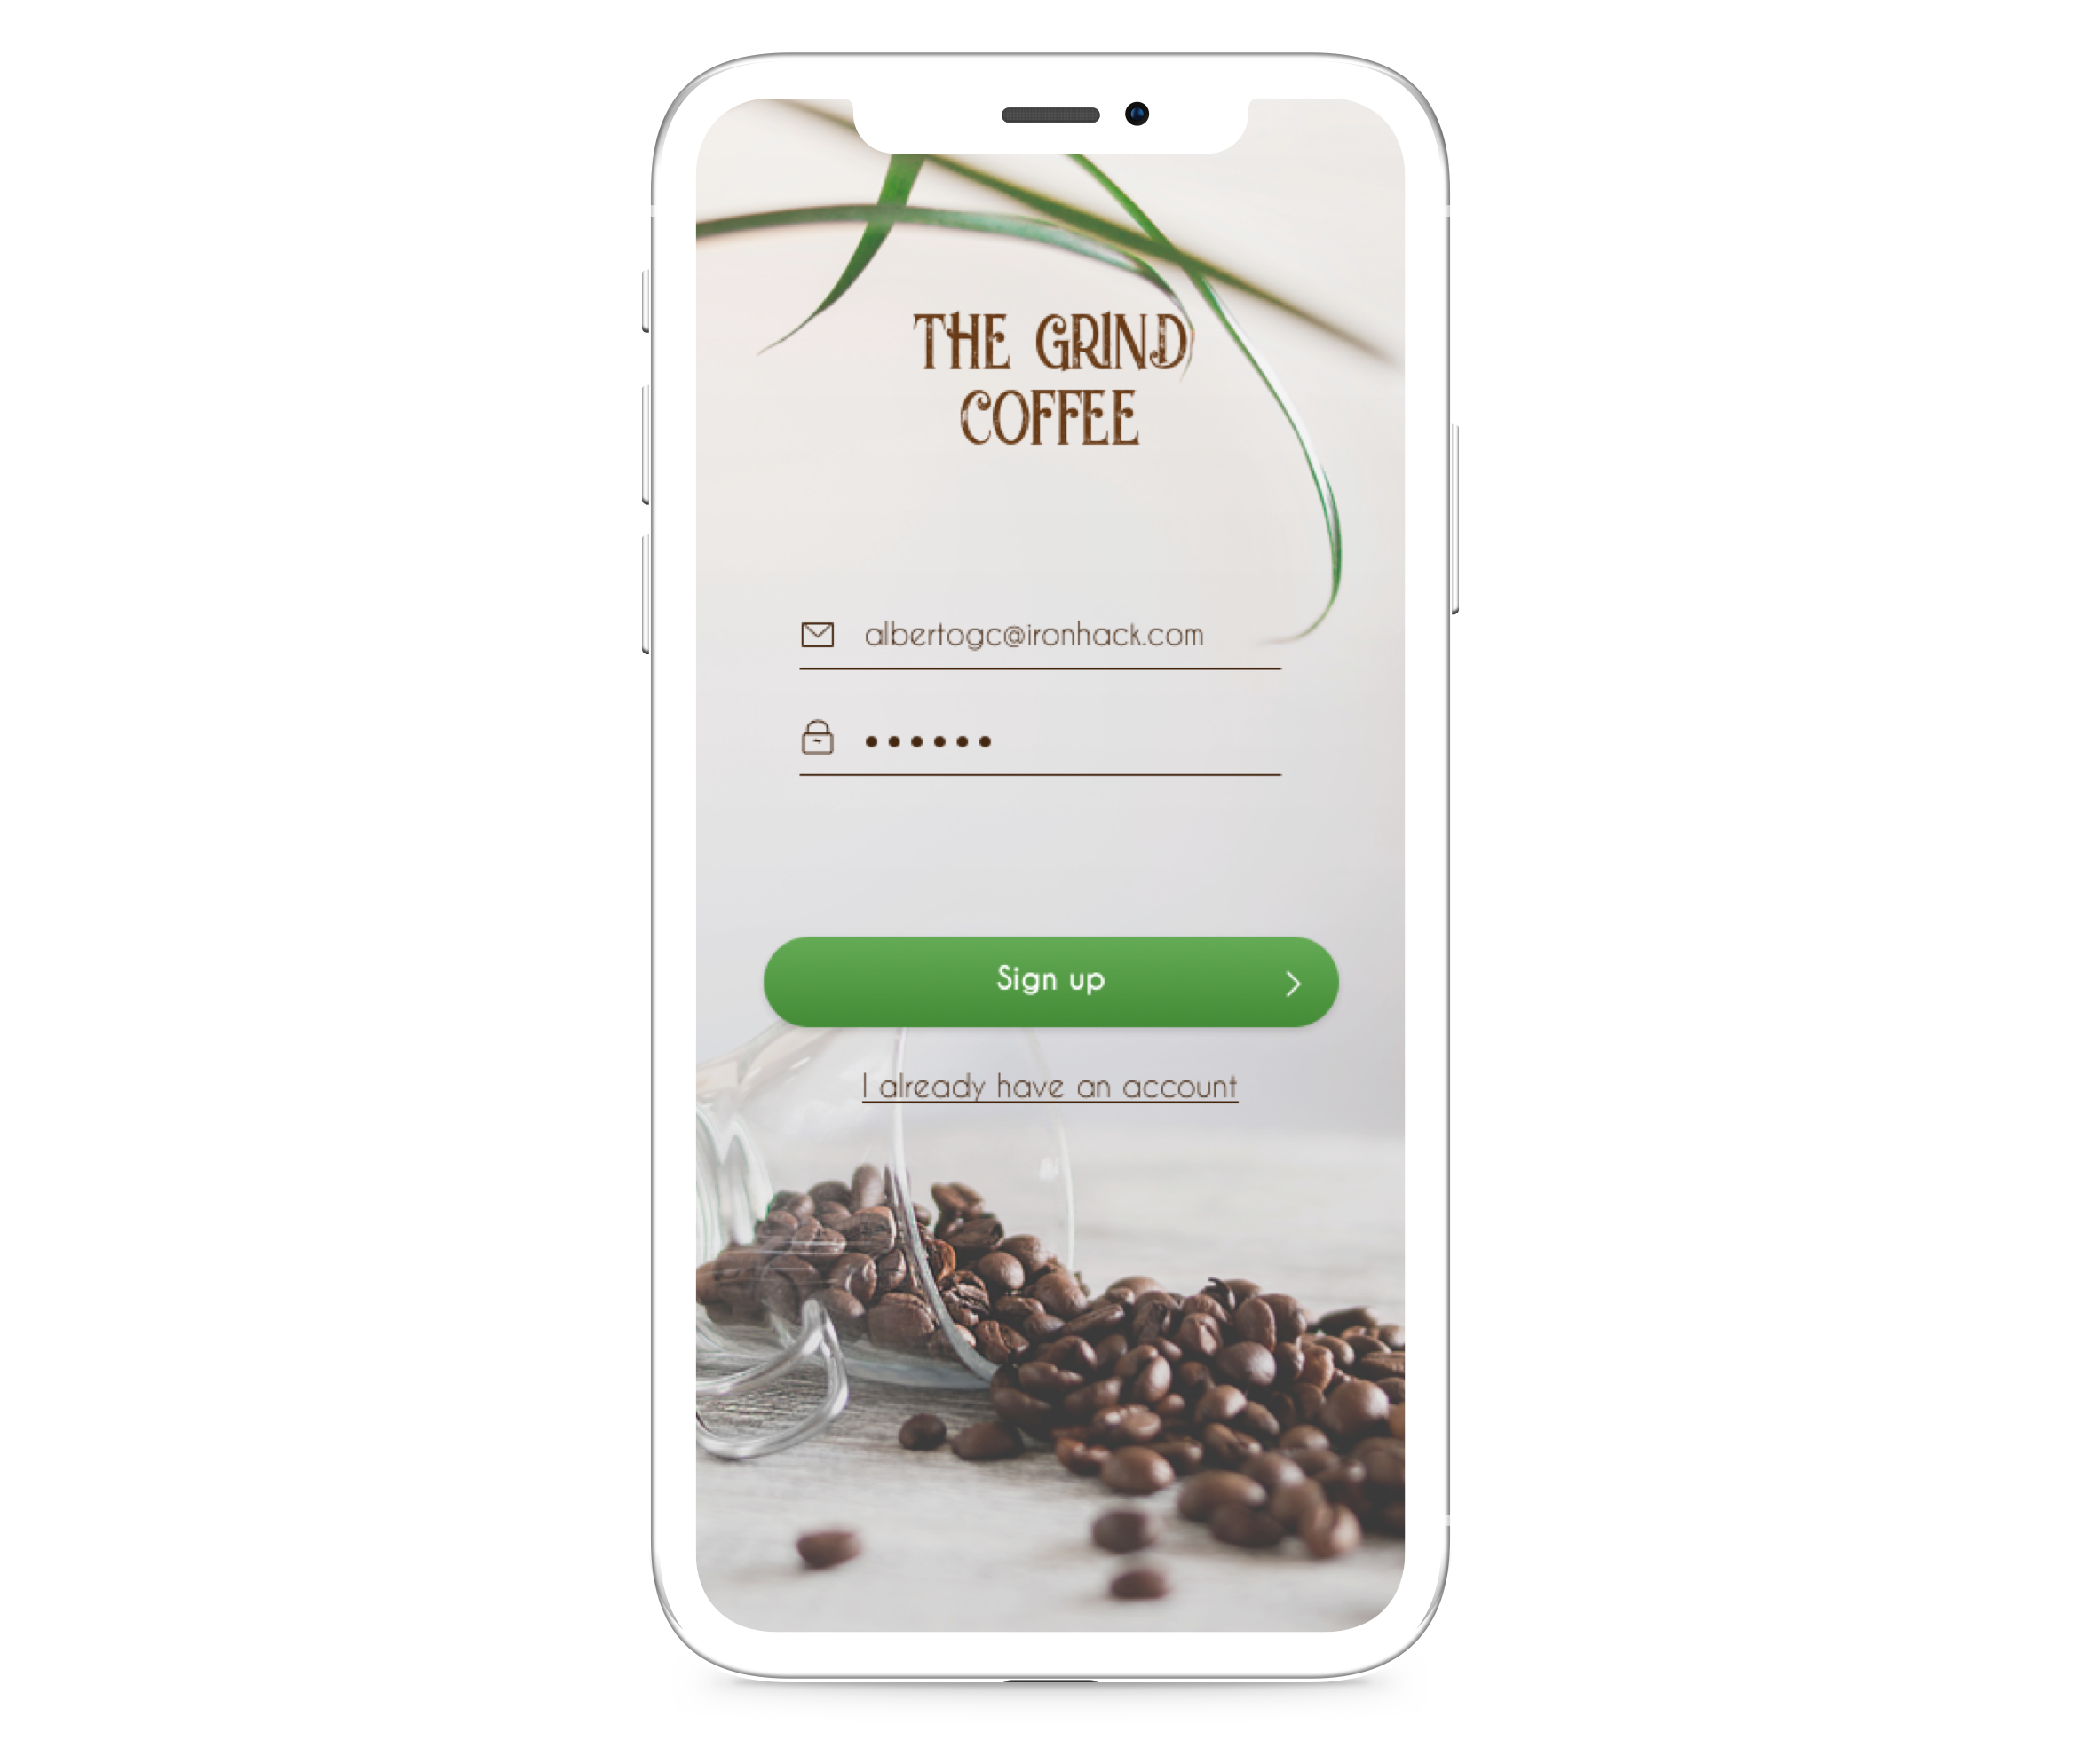 THE GRIND
COFFEE
albertogc@ironhack.com
••••••
Sign up
I already have an account